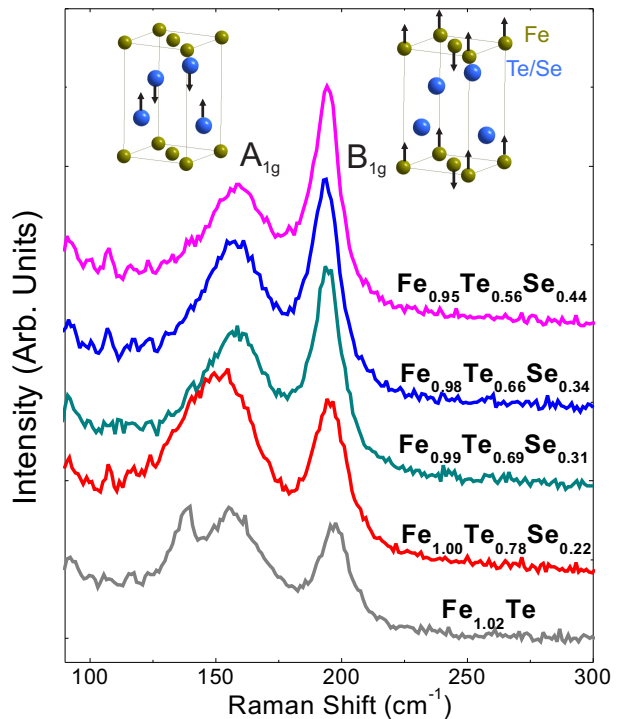 Fe
Te/Se
A1g
B1g
Fe0.95Te0.56Se0.44
Fe0.98Te0.66Se0.34
Fe0.99Te0.69Se0.31
Fe1.00Te0.78Se0.22
Fe1.02Te
Intensity (Arb. Units)
100 150 200 250 300
Raman Shift (cm-1)